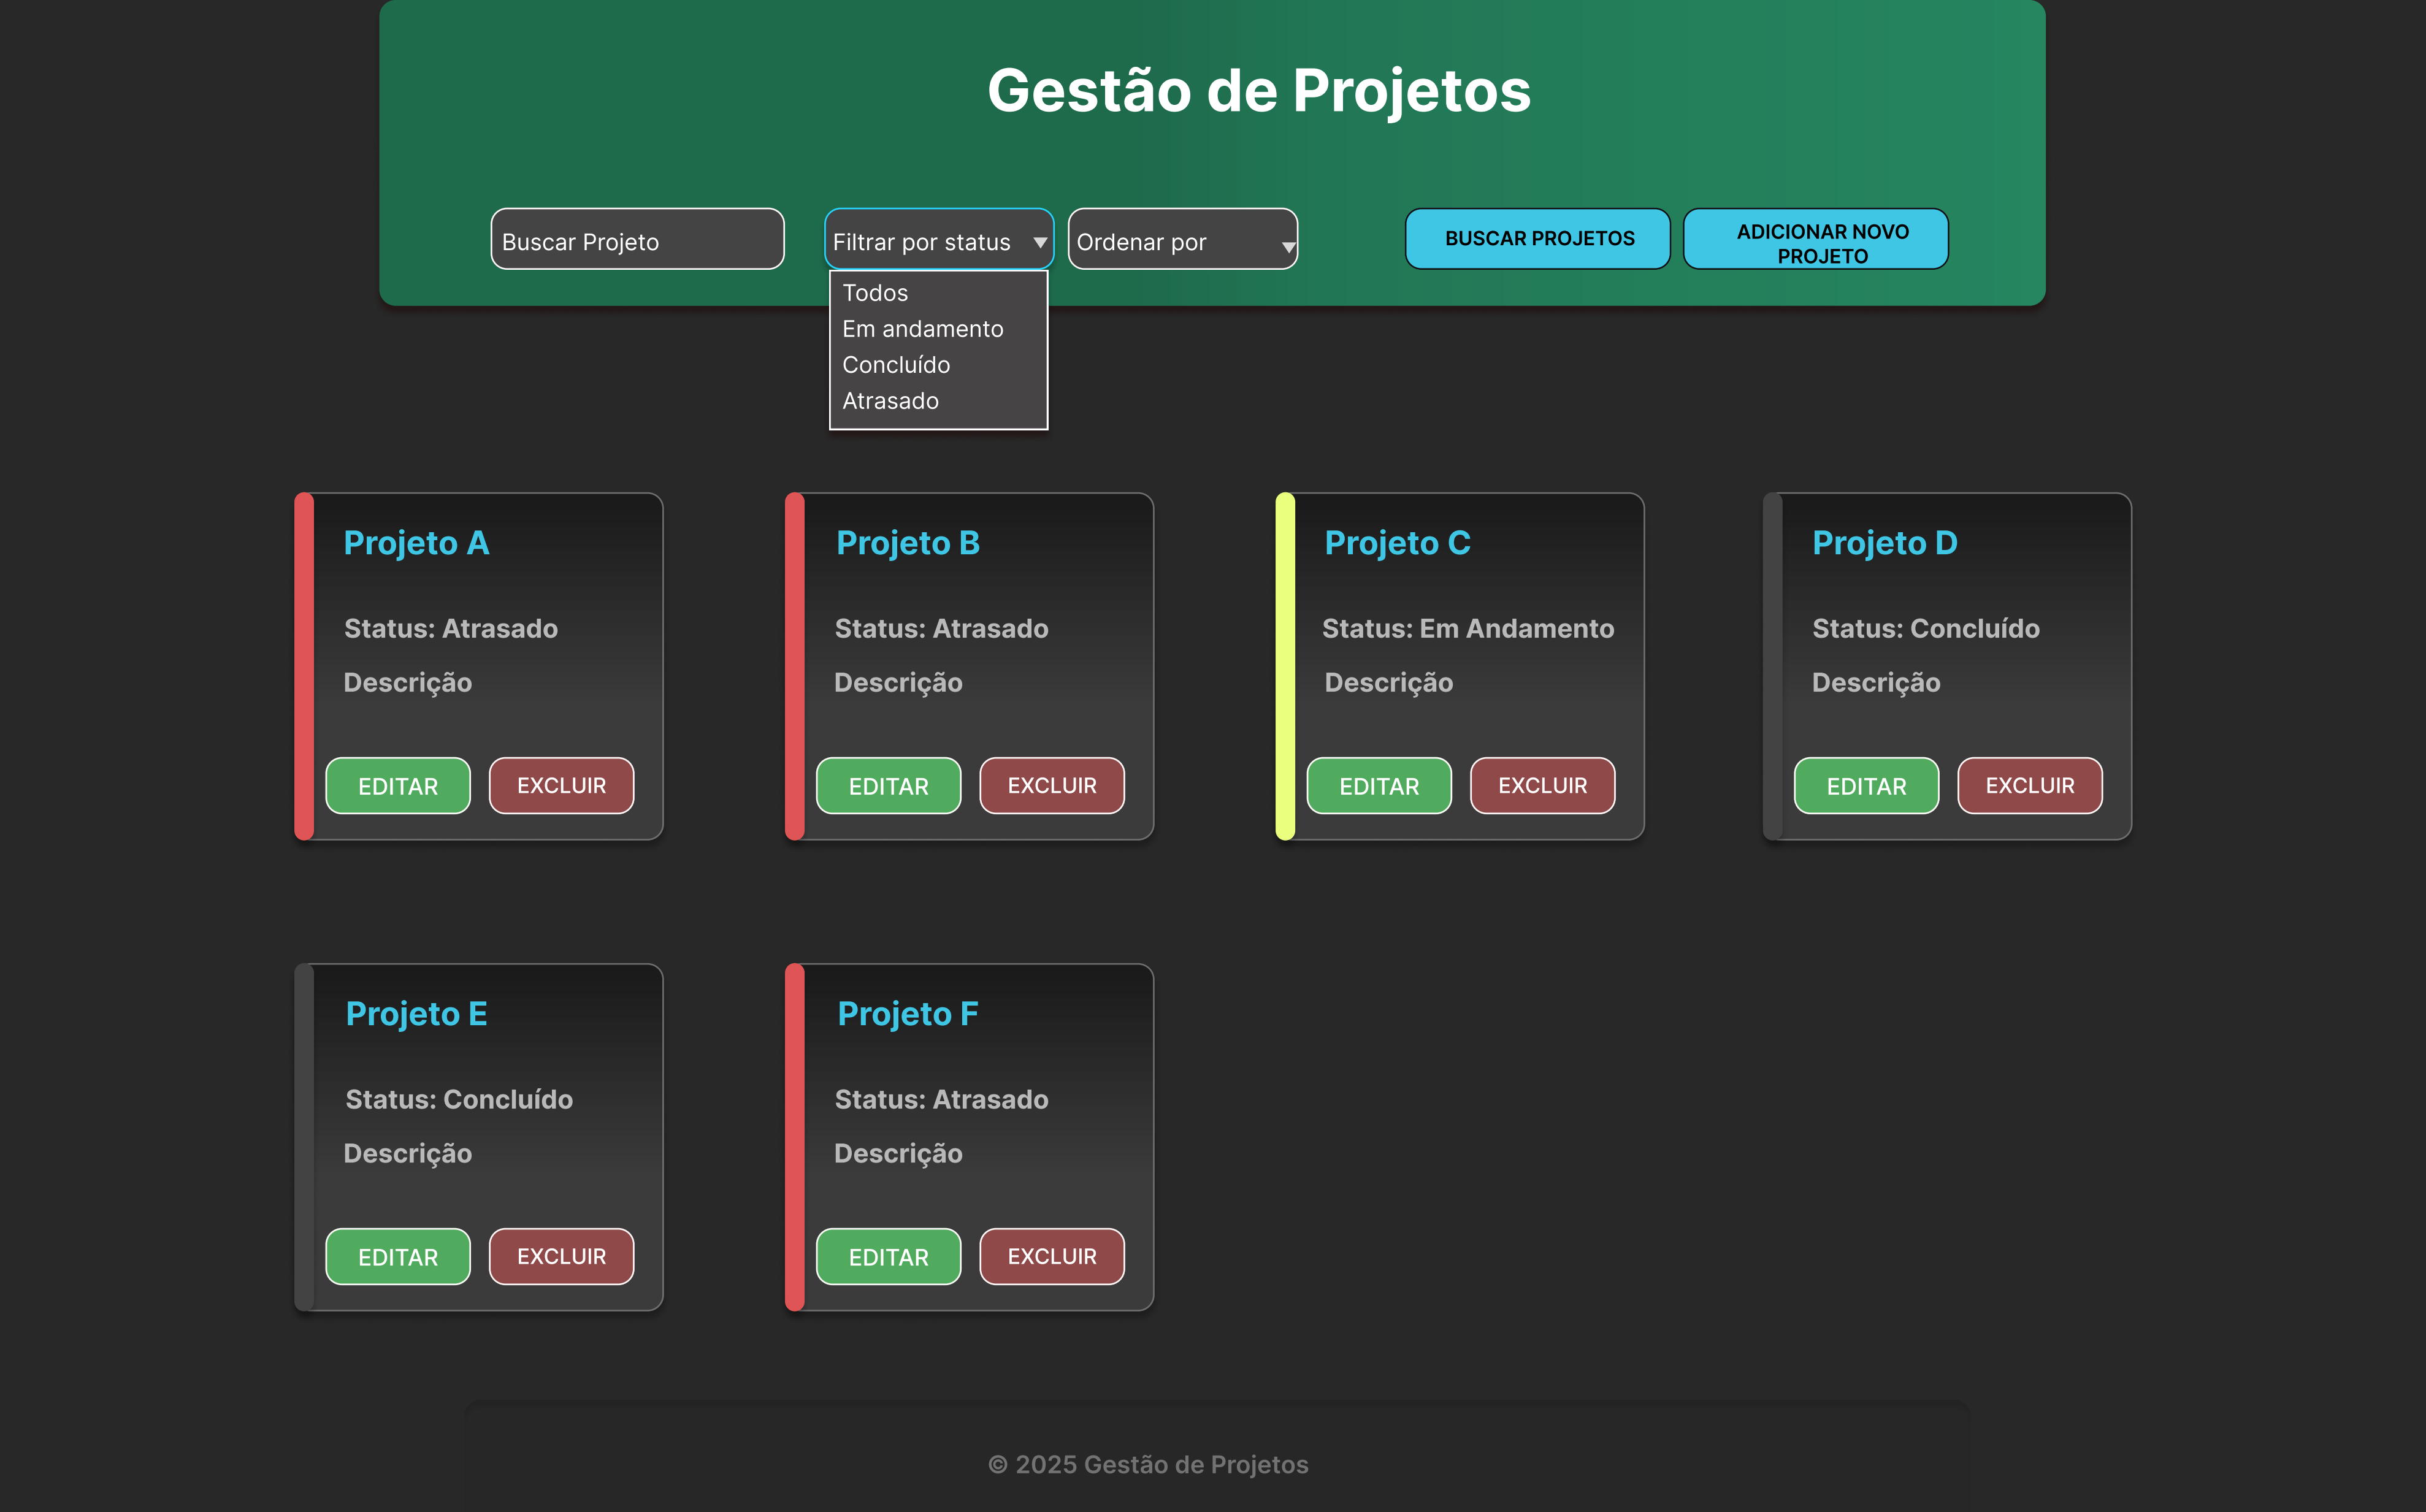 Gestão de Projetos
Buscar Projeto
Filtrar por status
Ordenar por
BUSCAR PROJETOS
ADICIONAR NOVO
PROJETO
Todos
Em andamento
Concluído
Atrasado
Projeto A
Status: Atrasado
Descrição
EDITAR
EXCLUIR
Projeto B
Status: Atrasado
Descrição
EDITAR
EXCLUIR
Projeto C
Status: Em Andamento
Descrição
EDITAR
EXCLUIR
Projeto D
Status: Concluído
Descrição
EDITAR
EXCLUIR
Projeto E
Status: Concluído
Descrição
EDITAR
EXCLUIR
Projeto F
Status: Atrasado
Descrição
EDITAR
EXCLUIR
© 2025 Gestão de Projetos